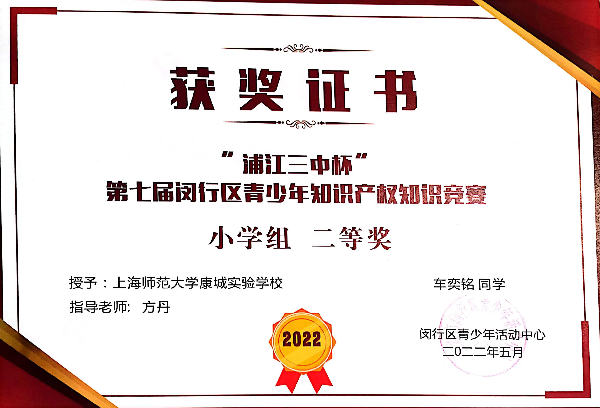 获奖证书
“浦江三中杯”
第七届闵行区青少年知识产权知识竞赛
小学组 二等奖
授予：上海师范大学康城实验学校 车奕铭 同学
指导老师: 方丹
2022
闵行区青少年活动中心
二〇二二年五月